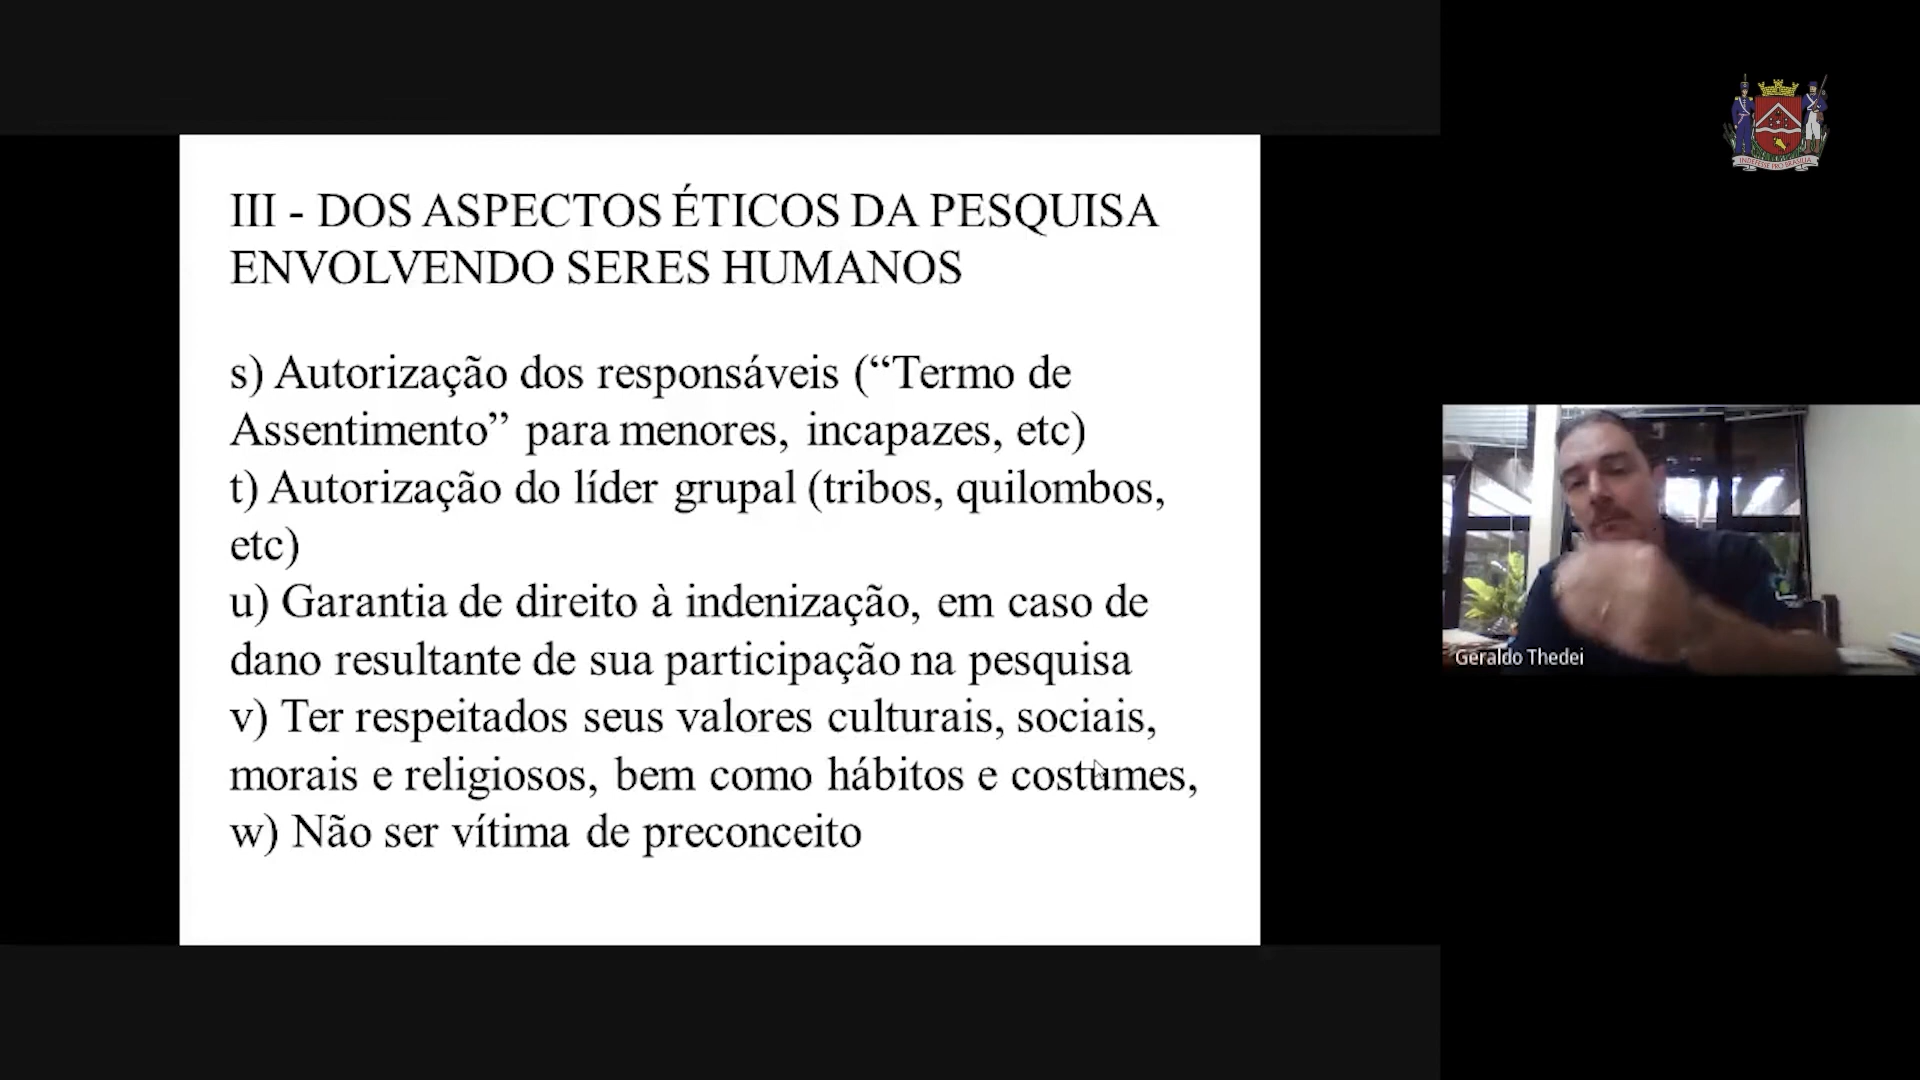 III - DOS ASPECTOS ÉTICOS DA PESQUISA
ENVOLVENDO SERES HUMANOS
s) Autorização dos responsáveis (“Termo de
Assentimento” para menores, incapazes, etc)
t) Autorização do líder grupal (tribos, quilombos,
etc)
u) Garantia de direito à indenização, em caso de
dano resultante de sua participação na pesquisa
v) Ter respeitados seus valores culturais, sociais,
morais e religiosos, bem como hábitos e costumes,
w) Não ser vítima de preconceito
INDEFESSE PRO BRASILIA
Geraldo Thedei